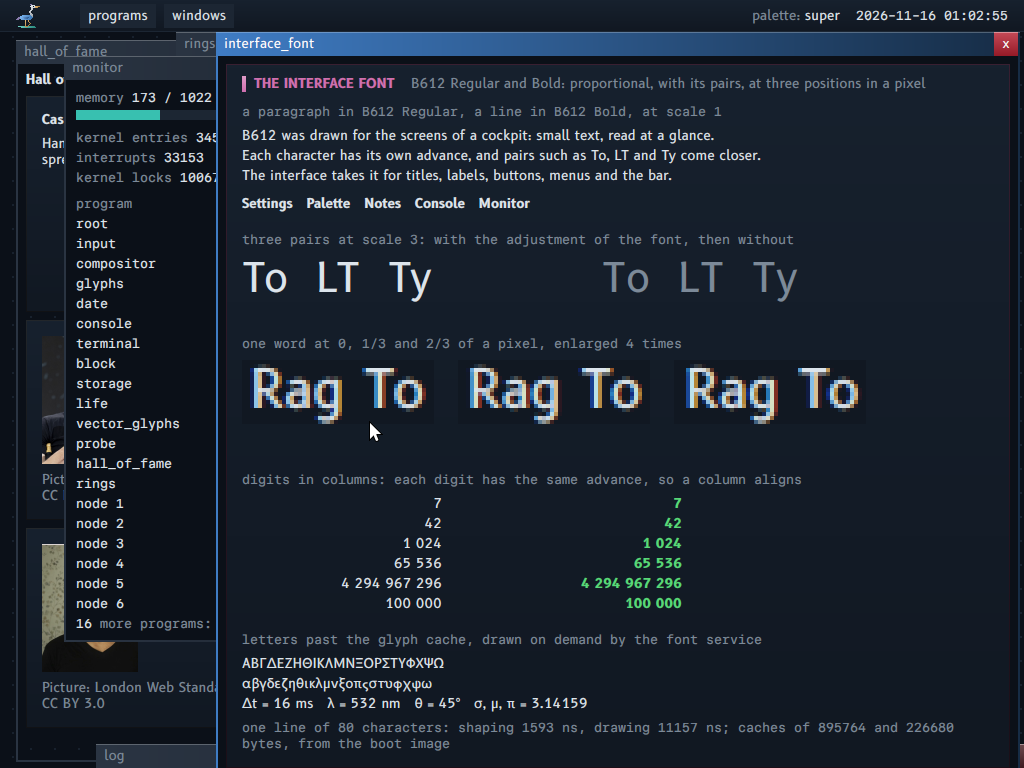 programs windows palette: super 2026-11-16 01:02:55
hall_of_fame
rings
interface_font x
monitor
Hall
memory 173 / 1022
kernel entries 345
interrupts 33153
kernel locks 10067
program
root
input
compositor
glyphs
date
console
terminal
block
storage
life
vector_glyphs
probe
hall_of_fame
rings
node 1
node 2
node 3
node 4
node 5
node 6
16 more programs:
CC
Picture: London Web
CC BY 3.0
log
THE INTERFACE FONT B612 Regular and Bold: proportional, with its pairs, at three positions in a pixel
a paragraph in B612 Regular, a line in B612 Bold, at scale 1
B612 was drawn for the screens of a cockpit: small text, read at a glance.
Each character has its own advance, and pairs such as To, LT and Ty come closer.
The interface takes it for titles, labels, buttons, menus and the bar.
Settings Palette Notes Console Monitor
three pairs at scale 3: with the adjustment of the font, then without
To LT Ty To LT Ty
one word at 0, 1/3 and 2/3 of a pixel, enlarged 4 times
Rag To Rag To Rag To
digits in columns: each digit has the same advance, so a column aligns
7 7
42 42
1 024 1 024
65 536 65 536
4 294 967 296 4 294 967 296
100 000 100 000
letters past the glyph cache, drawn on demand by the font service
ΑΒΓΔΕΖΗΘΙΚΛΜΝΞΟΡΣΤΥΦΧΨΩ
αβγδεζηθικλμνξοπςστυφχψω
Δt = 16 ms λ = 532 nm θ = 45° σ, μ, π = 3.14159
one line of 80 characters: shaping 1593 ns, drawing 11157 ns; caches of 895764 and 226680
bytes, from the boot image